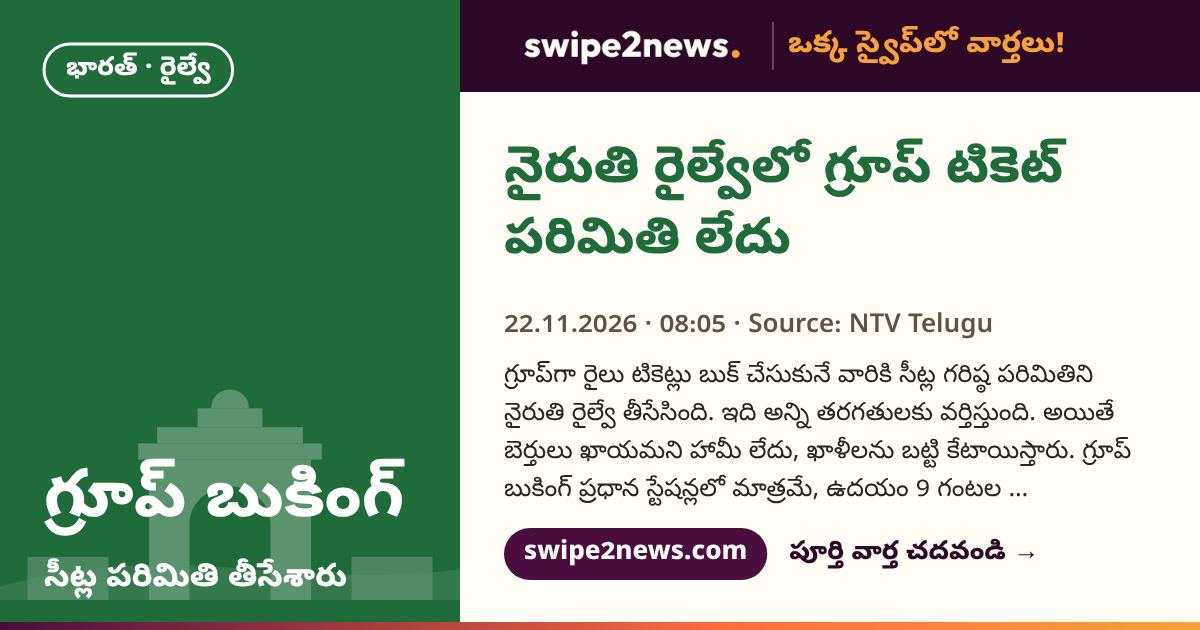 భారత్ · రైల్వే
గ్రూప్ బుకింగ్
సీట్ల పరిమితి తీసేశారు
swipe2news. ఒక్క స్వైప్‌లో వార్తలు!
నైరుతి రైల్వేలో గ్రూప్ టికెట్
పరిమితి లేదు
22.11.2026 · 08:05 · Source: NTV Telugu
గ్రూప్‌గా రైలు టికెట్లు బుక్ చేసుకునే వారికి సీట్ల గరిష్ఠ పరిమితిని
నైరుతి రైల్వే తీసేసింది. ఇది అన్ని తరగతులకు వర్తిస్తుంది. అయితే
బెర్తులు ఖాయమని హామీ లేదు, ఖాళీలను బట్టి కేటాయిస్తారు. గ్రూప్
బుకింగ్ ప్రధాన స్టేషన్లలో మాత్రమే, ఉదయం 9 గంటల ...
swipe2news.com పూర్తి వార్త చదవండి →